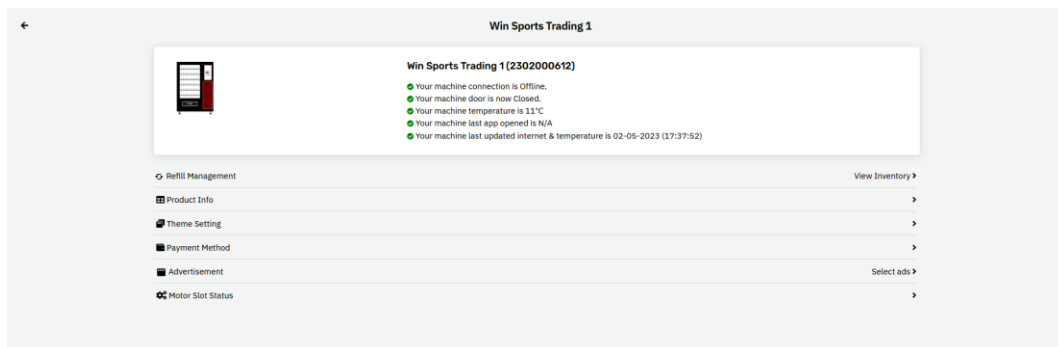 Win Sports Trading 1
Win Sports Trading 1 (2302000612)
Your machine connection is Offline.
Your machine door is now Closed.
Your machine temperature is 11°C
Your machine last app opened is N/A
Your machine last updated internet & temperature is 02-05-2023 (17:37:52)
Refill Management View Inventory
Product Info
Theme Setting
Payment Method
Advertisement Select ads
Motor Slot Status